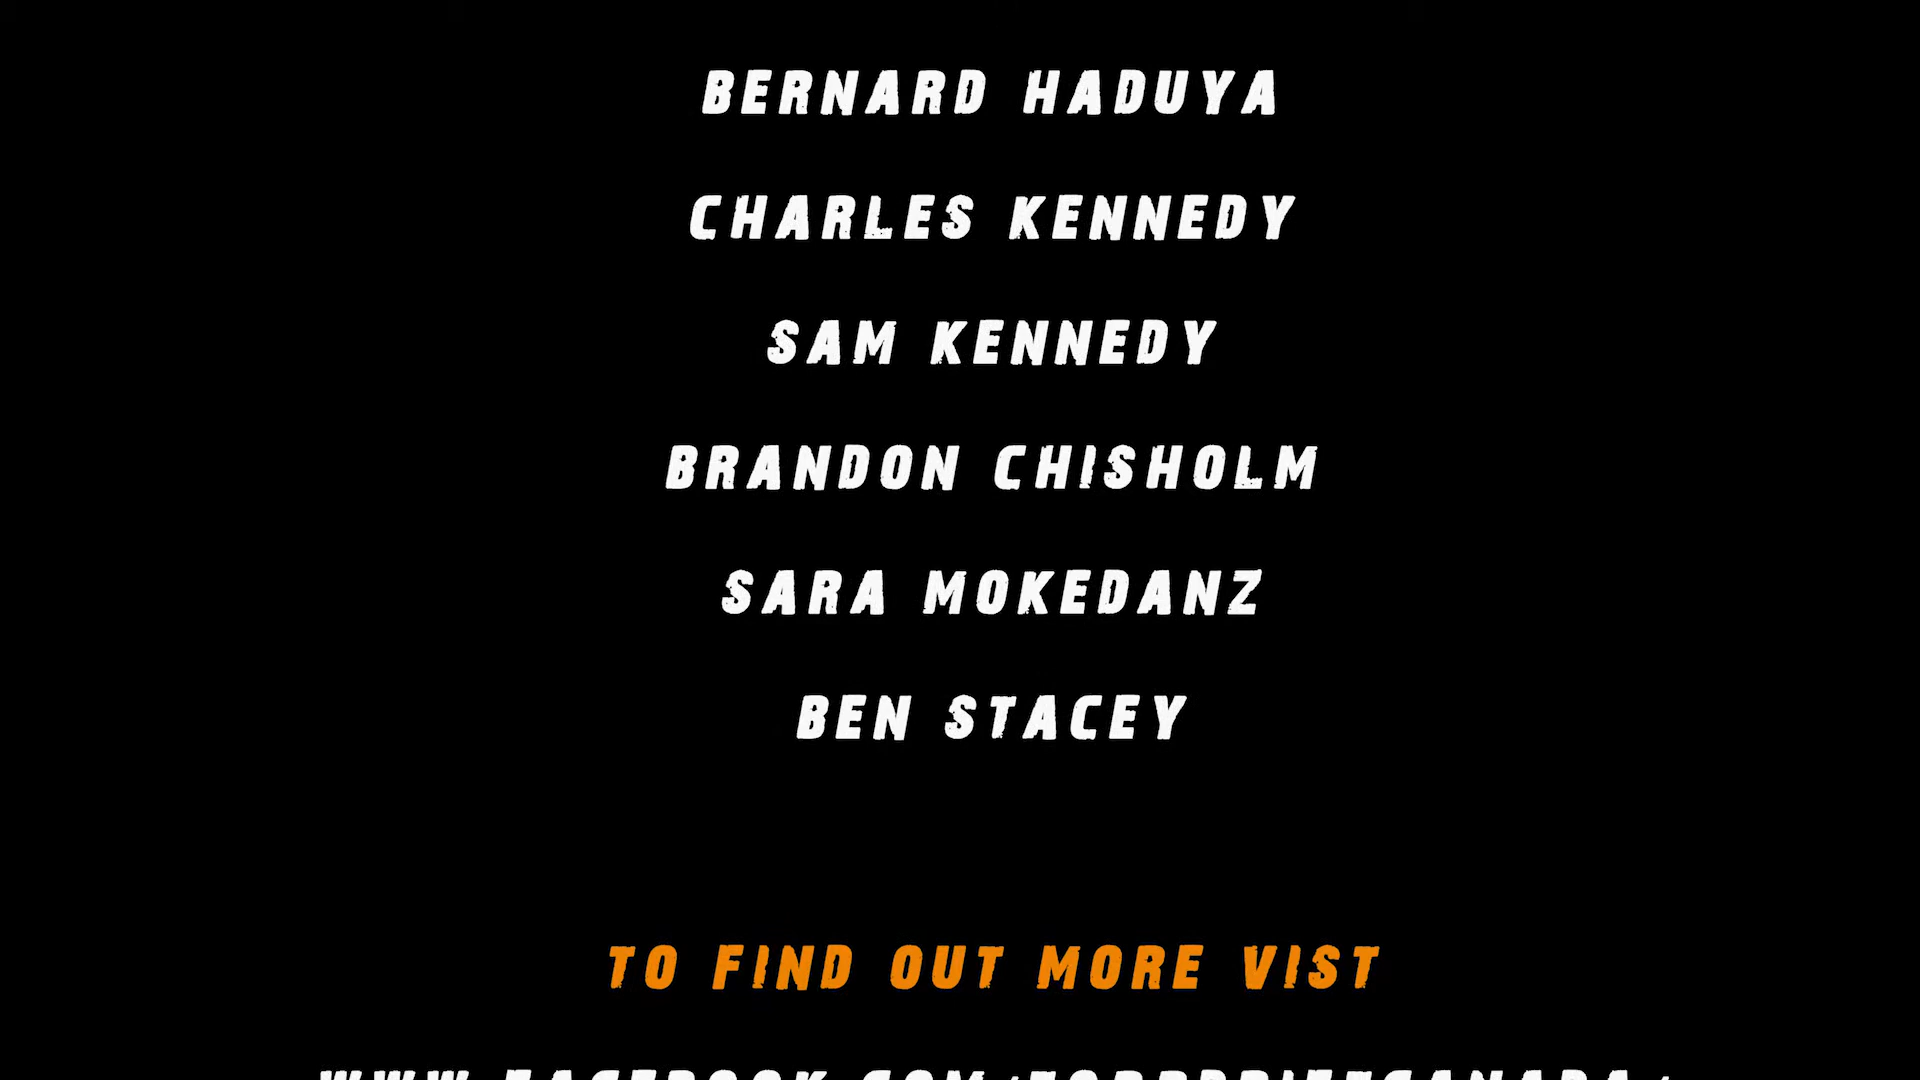 BERNARD HADUYA
CHARLES KENNEDY
SAM KENNEDY
BRANDON CHISHOLM
SARA MOKEDANZ
BEN STACEY
TO FIND OUT MORE VIST